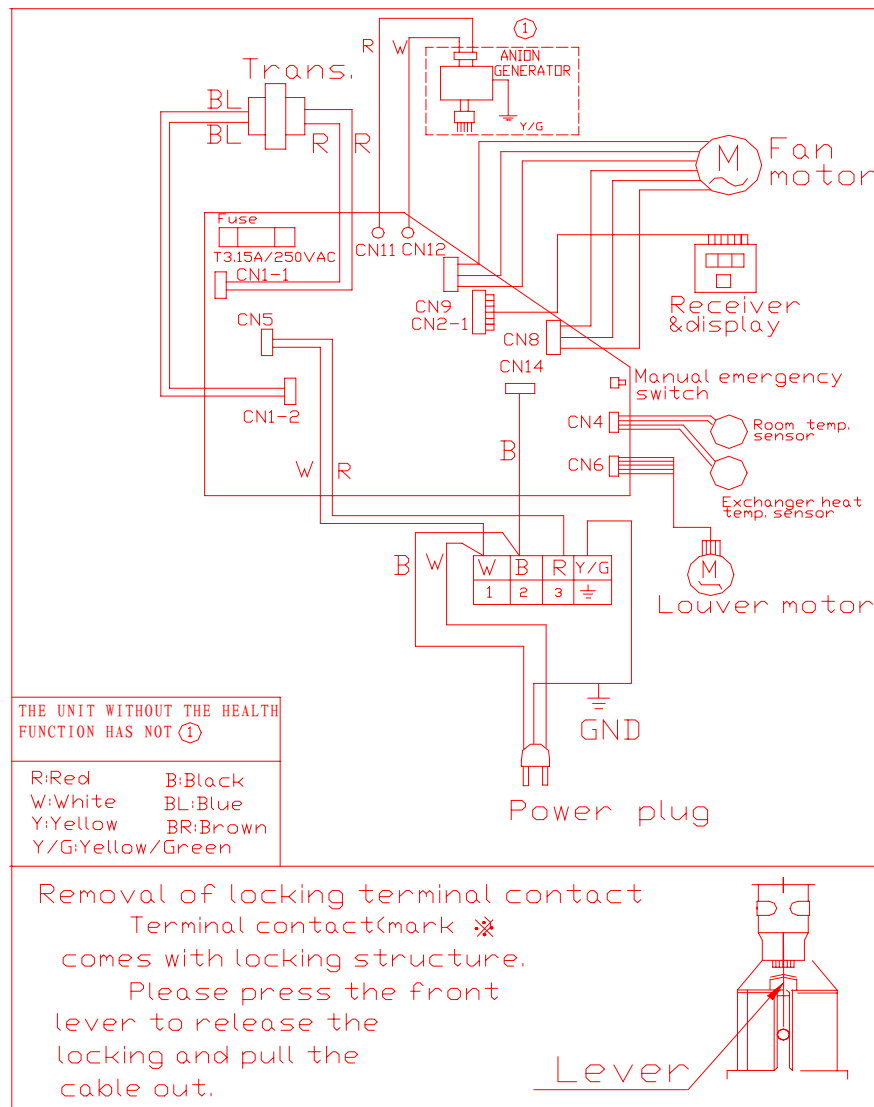 1
ANION
GENERATOR
Y/G
R
W
Trans.
BL
BL
R
R
M
Fan
motor
Fuse
T3.15A/250VAC
CN11
CN12
CN1-1
CN9
CN2-1
Receiver
&display
CN5
CN8
CN14
Manual emergency
switch
CN1-2
CN4
Room temp.
sensor
B
CN6
W
R
Exchanger heat
temp. sensor
B
W
W B R Y/G
1 2 3
M
Louver motor
GND
Power plug
THE UNIT WITHOUT THE HEALTH
FUNCTION HAS NOT 1
R:Red B:Black
W:White BL:Blue
Y:Yellow BR:Brown
Y/G:Yellow/Green
Removal of locking terminal contact
Terminal contact(mark ※
comes with locking structure.
Please press the front
lever to release the
locking and pull the
cable out.
Lever